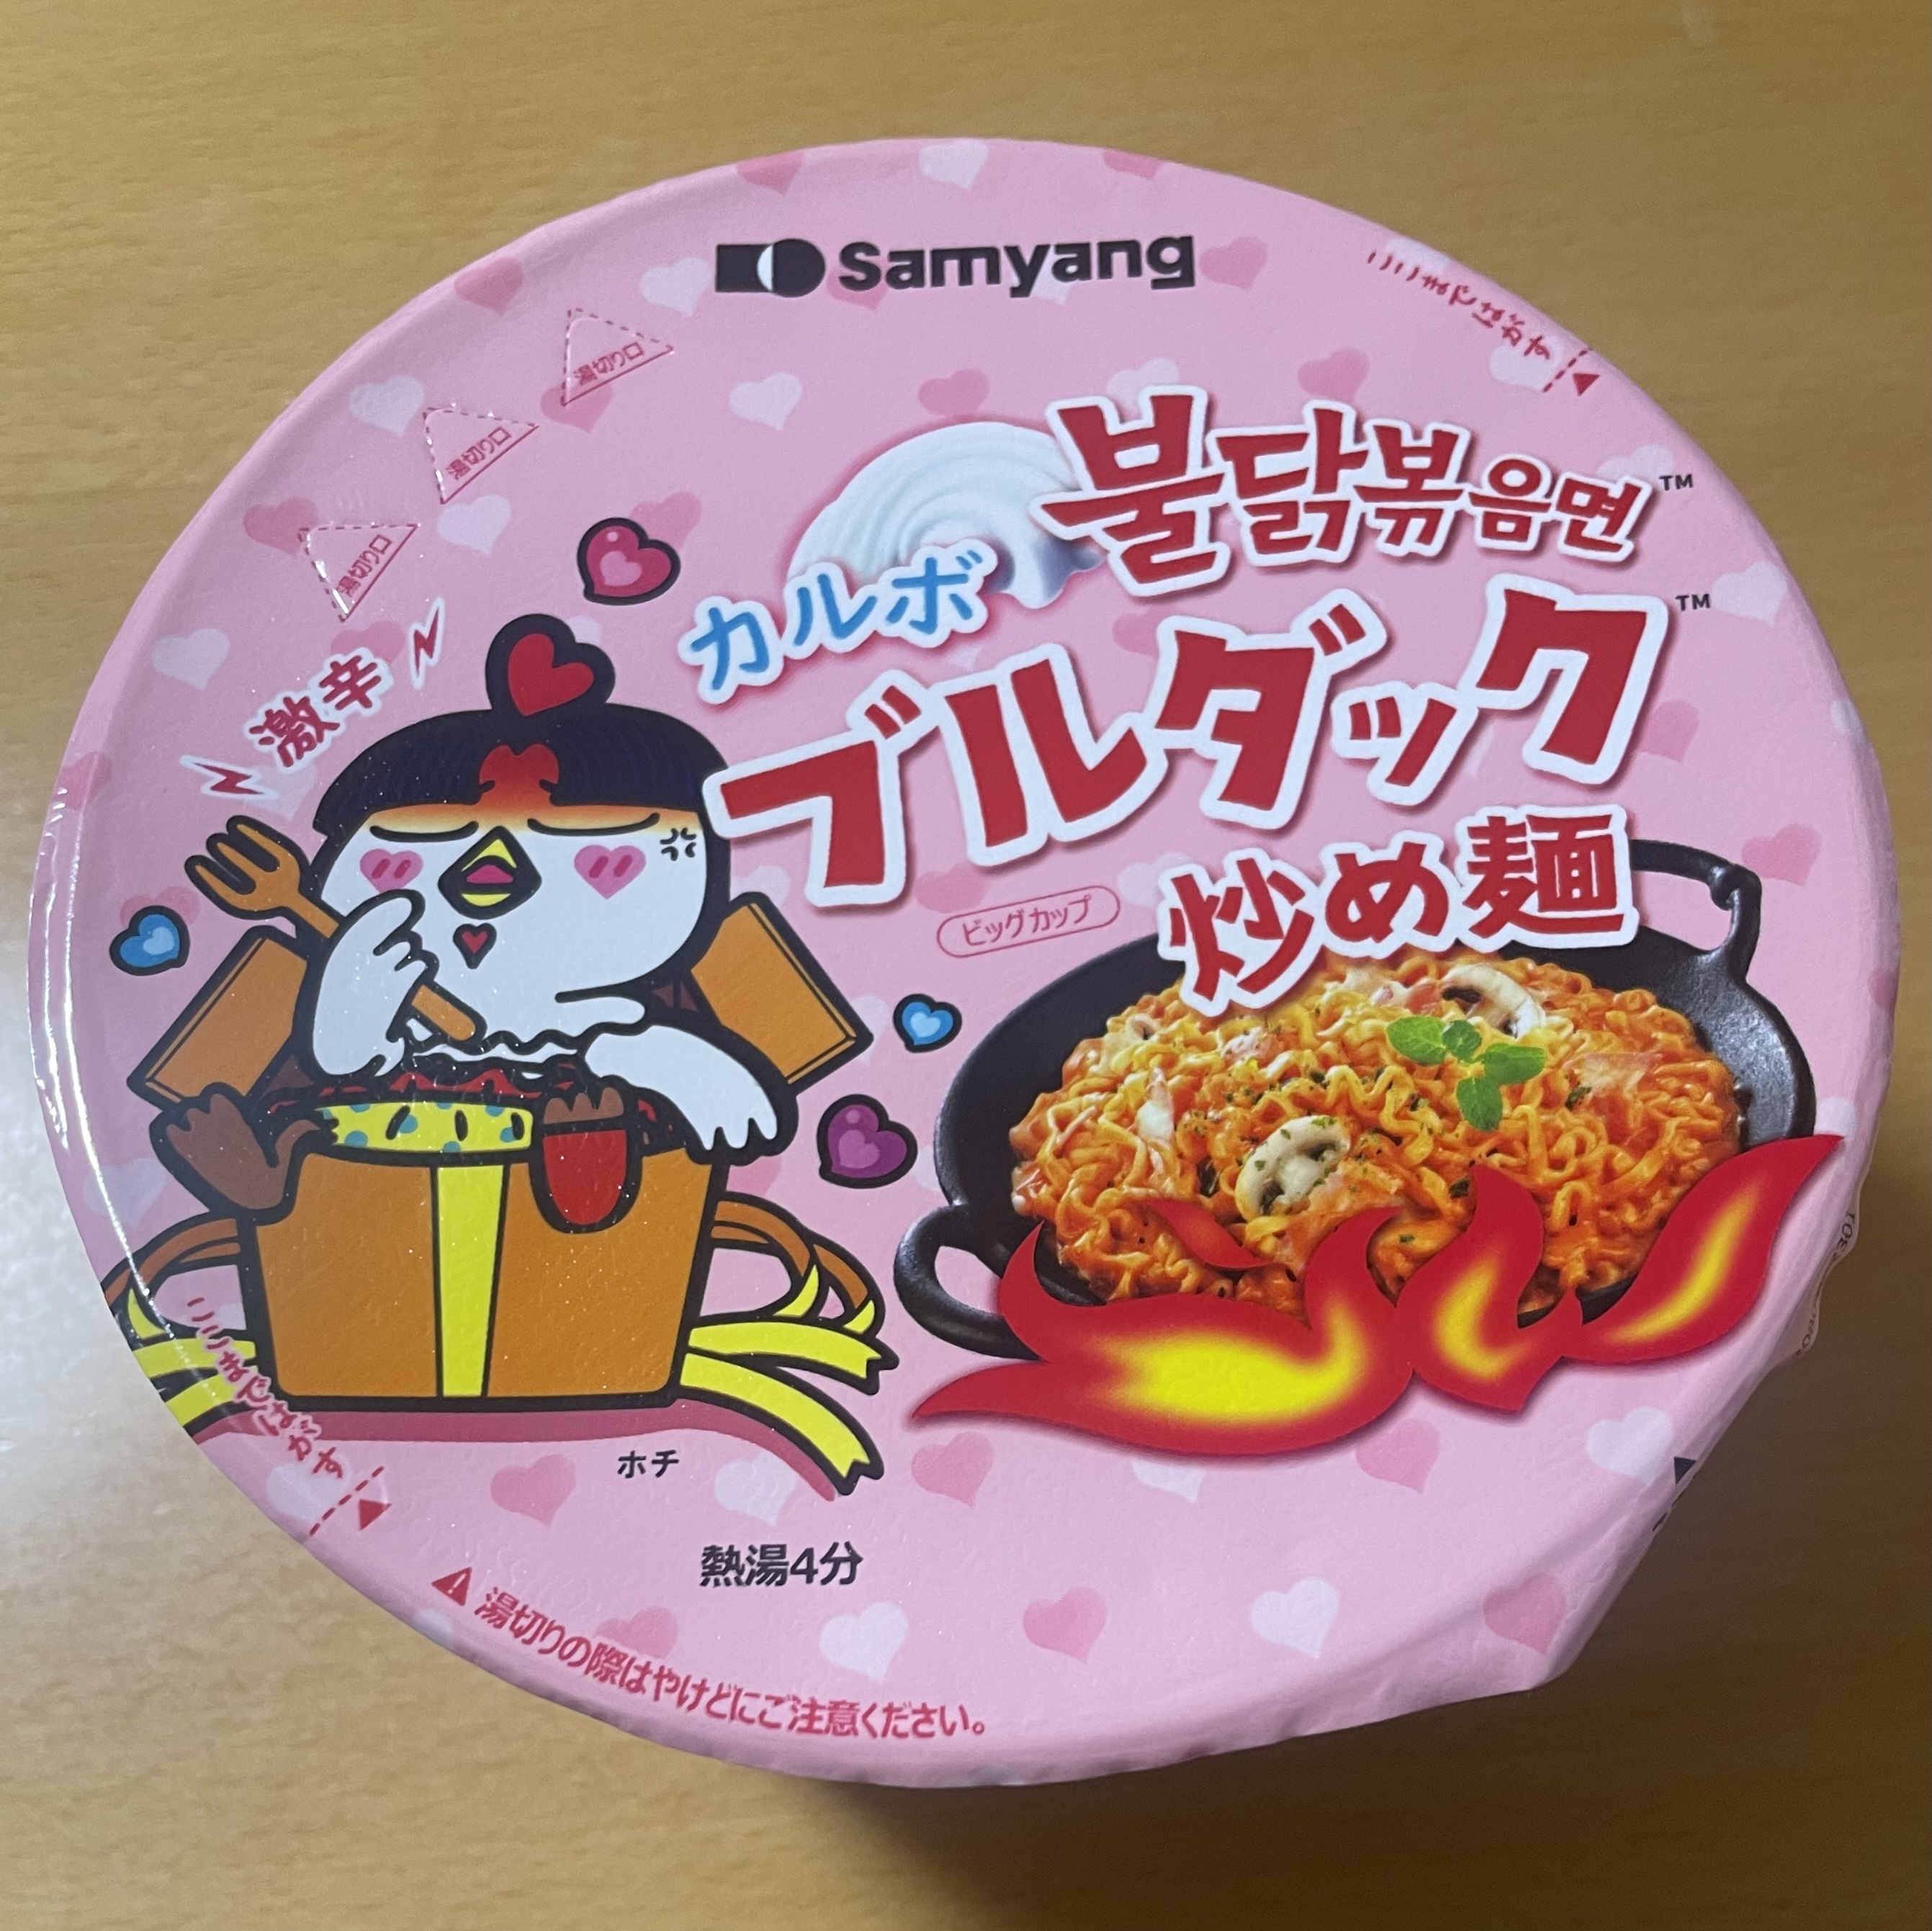 Samyang
ここまではがす
湯切り口
湯切り口
湯切り口
불닭볶음면™
カルボ
ブルダック™
炒め麺
激辛
ビッグカップ
ここまではがす
ホチ
熱湯4分
湯切りの際はやけどにご注意ください。